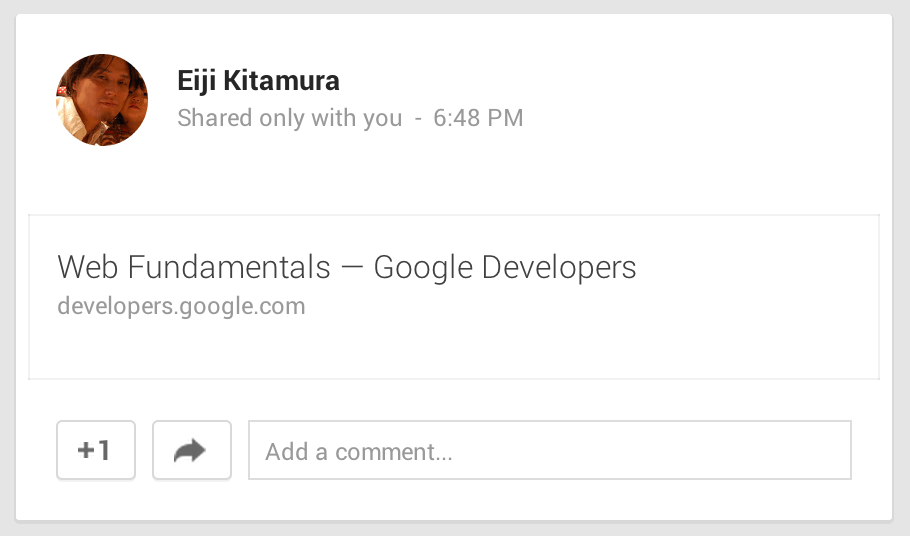 Eiji Kitamura
Shared only with you - 6:48 PM
Web Fundamentals — Google Developers
developers.google.com
+1
Add a comment...